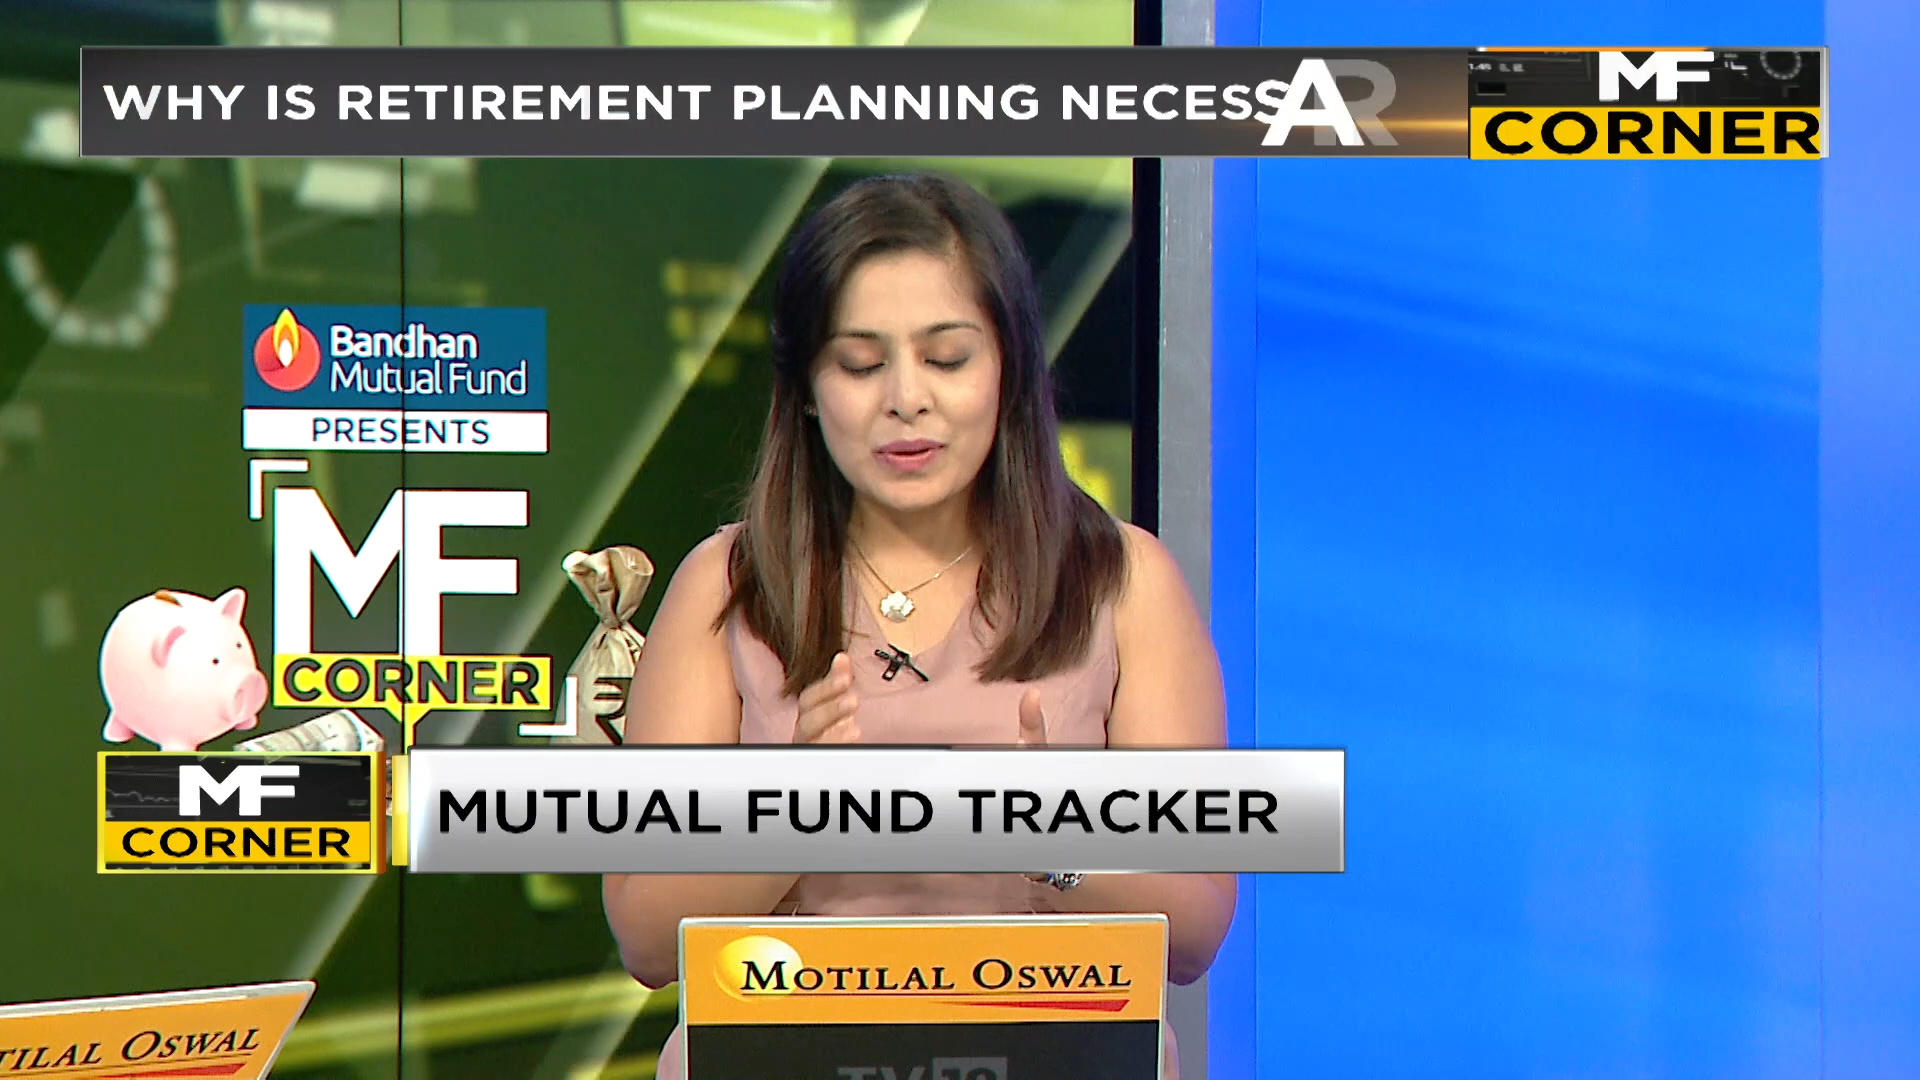 WHY IS RETIREMENT PLANNING NECESSAR
MF
CORNER
Bandhan
Mutual Fund
PRESENTS
MF
CORNER
₹
MF
CORNER
MUTUAL FUND TRACKER
MOTILAL OSWAL
TILAL OSWAL
TV18